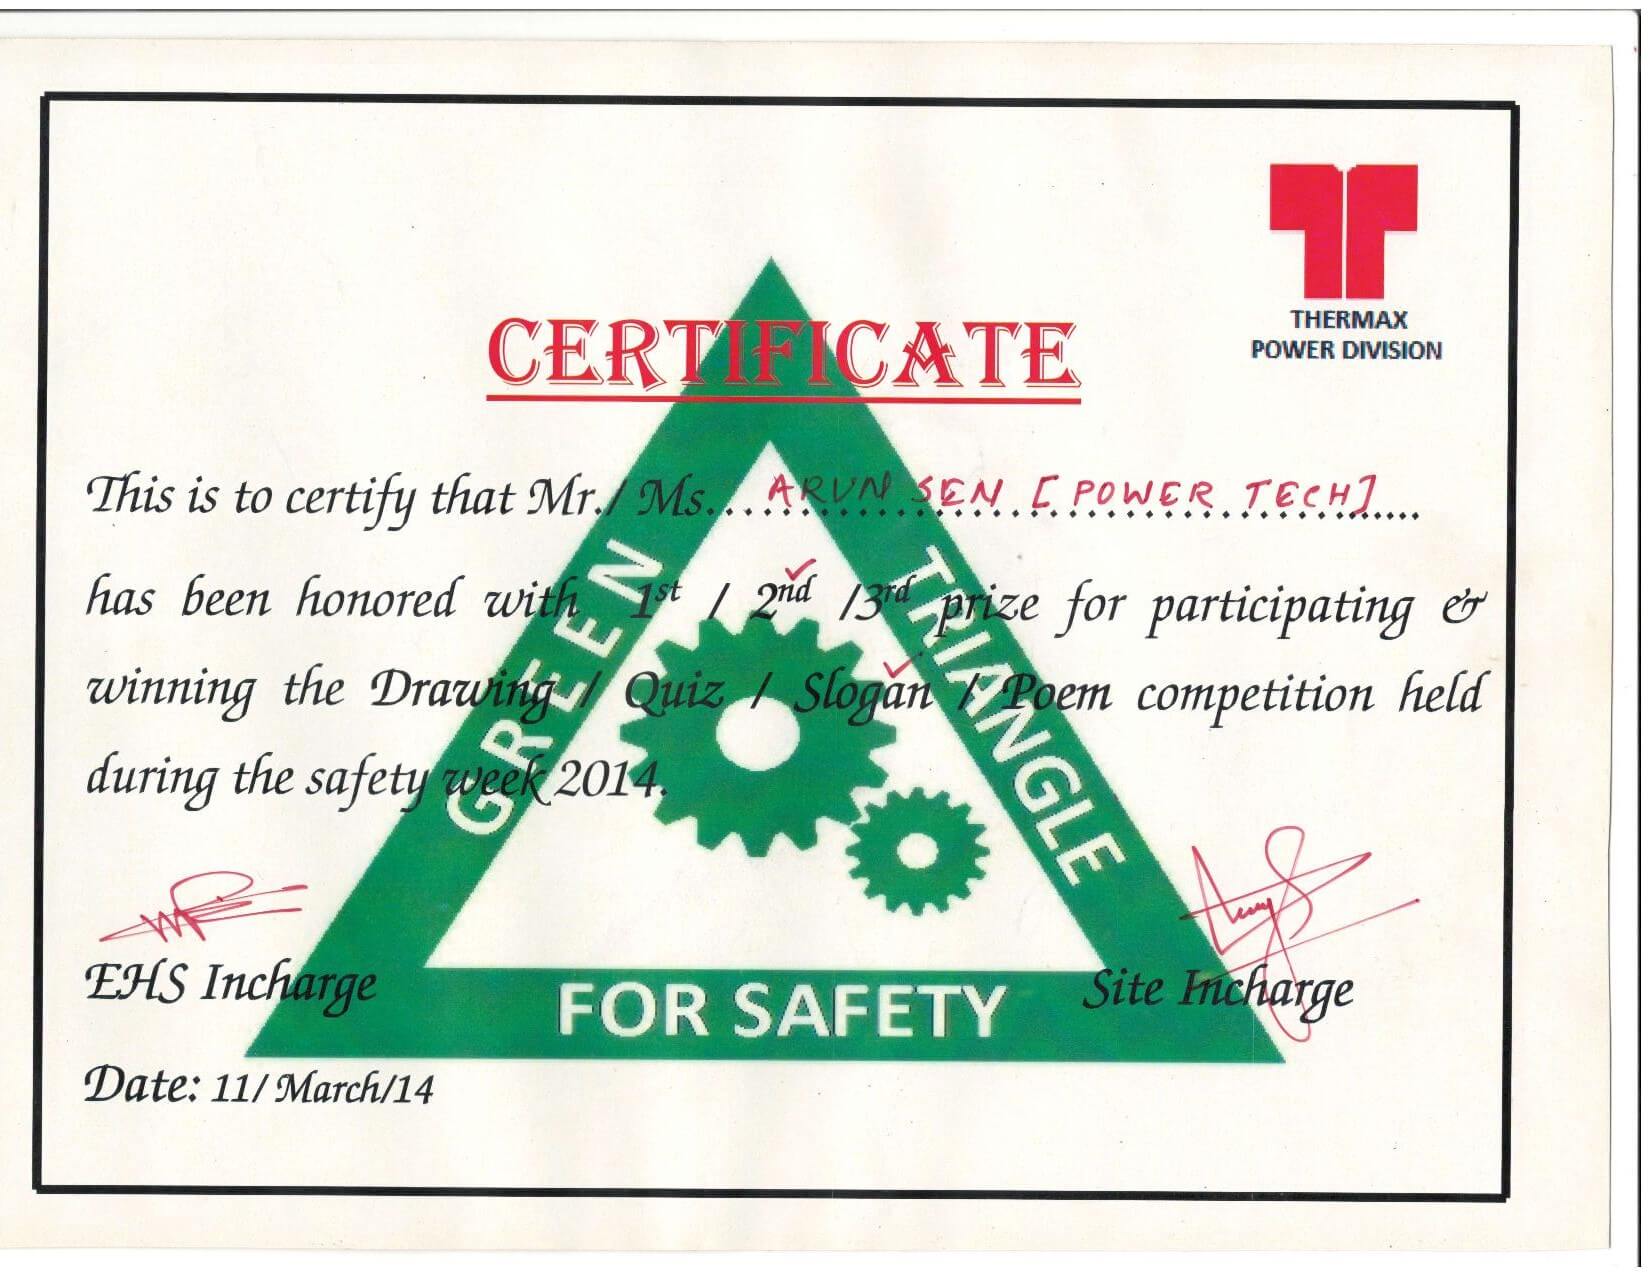 THERMAX
POWER DIVISION
CERTIFICATE
This is to certify that Mr./ Ms....ARUN SEN [POWER TECH]......
has been honored with 1st / 2nd /3rd prize for participating &
winning the Drawing / Quiz / Slogan / Poem competition held
during the safety week 2014.
GREEN
TRIANGLE
FOR SAFETY
EHS Incharge
Site Incharge
Date: 11/ March/14